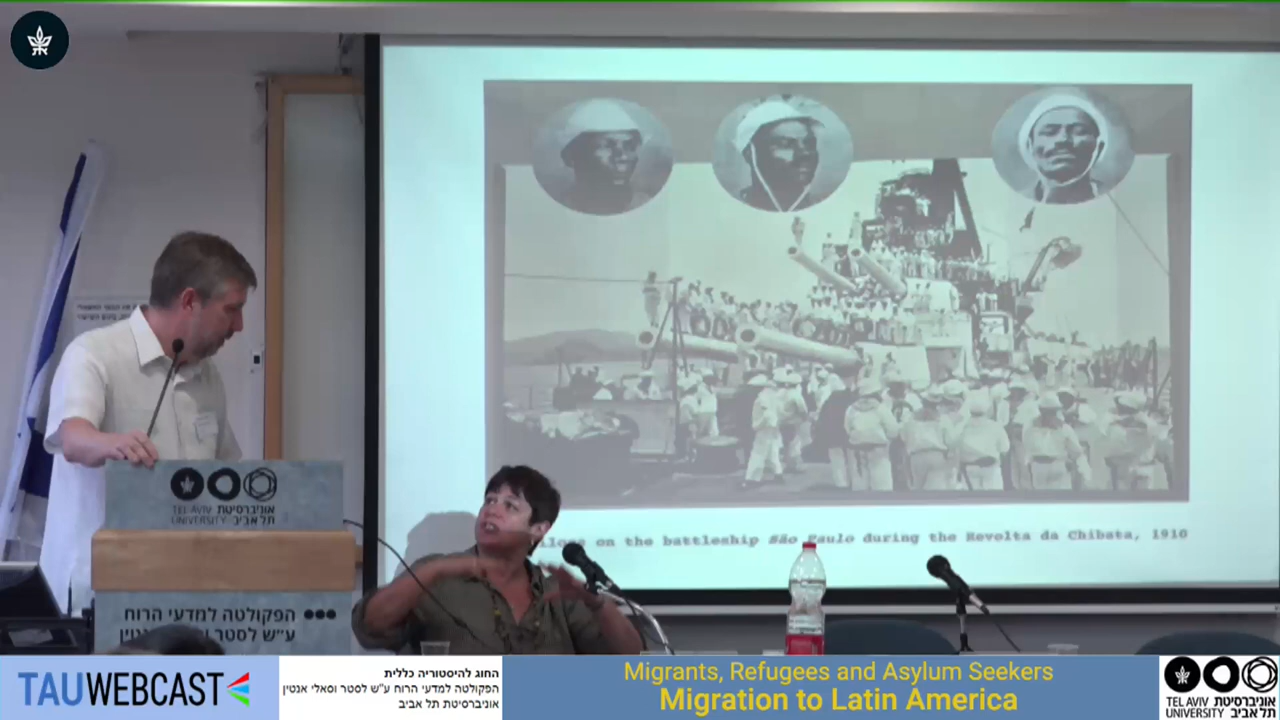 TEL AVIV אוניברסיטת
UNIVERSITY תל אביב
הפקולטה למדעי הרוח
ע״ש לסטר
on the battleship São Paulo during the Revolta da Chibata, 1910
TAUWEBCAST
החוג להיסטוריה כללית
הפקולטה למדעי הרוח ע"ש לסטר וסאלי אנטין
אוניברסיטת תל אביב
Migrants, Refugees and Asylum Seekers
Migration to Latin America
TEL AVIV אוניברסיטת
UNIVERSITY תל אביב